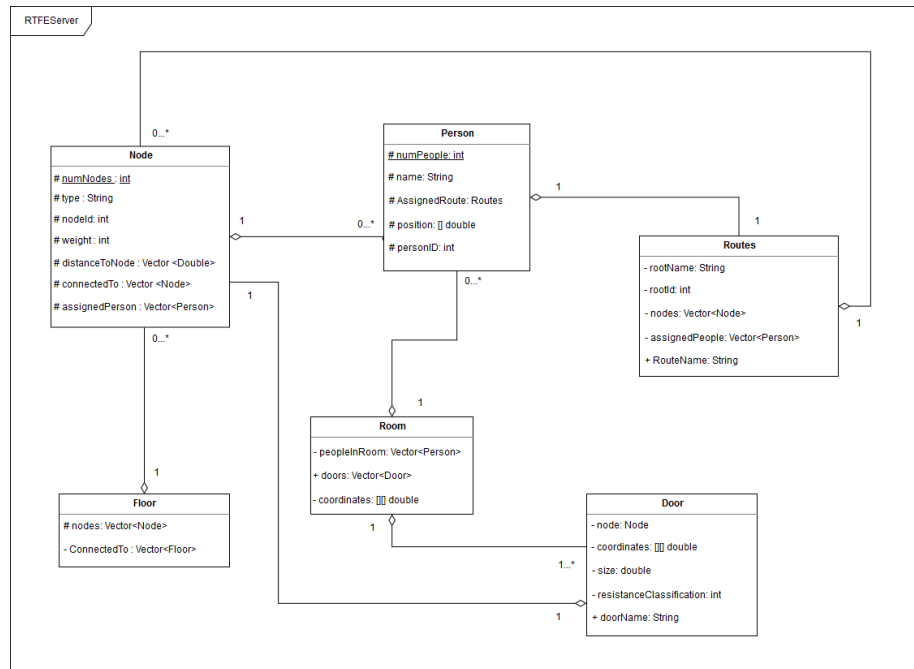 RTFEServer
0...*
Node
# numNodes : int
# type : String
# nodeId: int
# weight : int
# distanceToNode : Vector <Double>
# connectedTo : Vector <Node>
# assignedPerson : Vector<Person>
1
0...*
1
0...*
Person
# numPeople: int
# name: String
# AssignedRoute: Routes
# position: [] double
# personID: int
1
1
0...*
Routes
- rootName: String
- rootId: int
- nodes: Vector<Node>
- assignedPeople: Vector<Person>
+ RouteName: String
1
1
Room
- peopleInRoom: Vector<Person>
+ doors: Vector<Door>
- coordinates: [][] double
1
1
Floor
# nodes: Vector<Node>
- ConnectedTo : Vector<Floor>
Door
- node: Node
- coordinates: [][] double
- size: double
- resistanceClassification: int
+ doorName: String
1...*
1